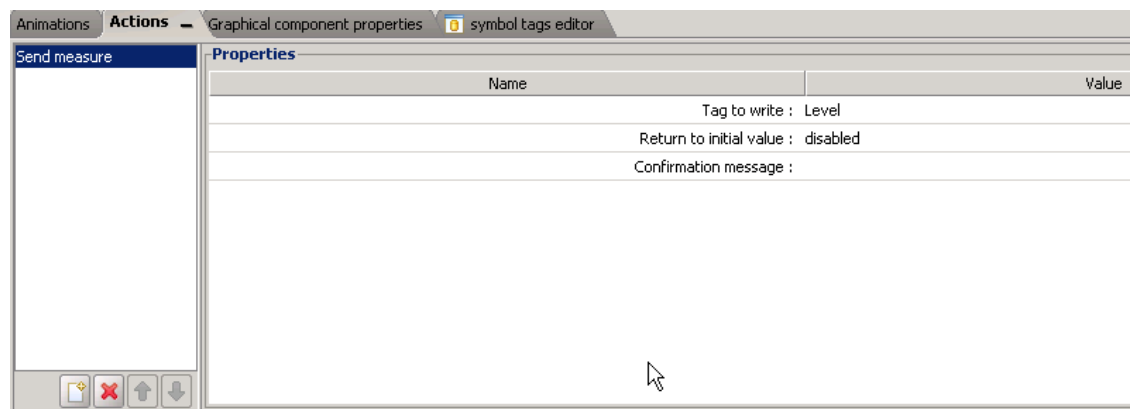 Animations Actions Graphical component properties symbol tags editor
Send measure
Properties
Name Value
Tag to write : Level
Return to initial value : disabled
Confirmation message :